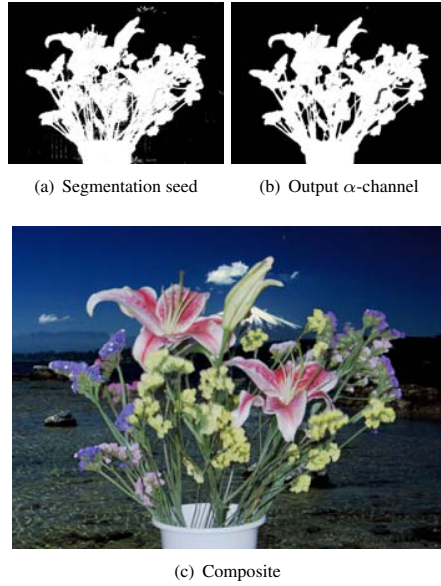 (a) Segmentation seed
(b) Output α-channel
(c) Composite